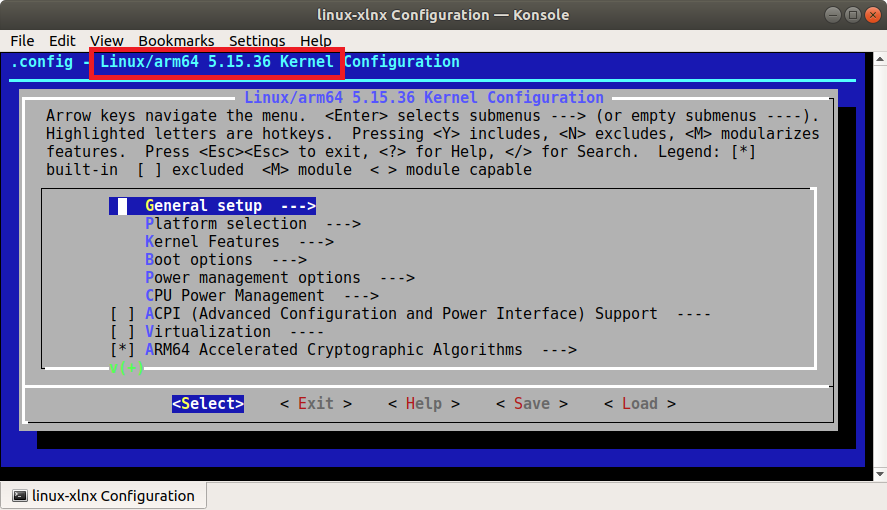 linux-xlnx Configuration — Konsole
File Edit View Bookmarks Settings Help
.config - Linux/arm64 5.15.36 Kernel Configuration
Linux/arm64 5.15.36 Kernel Configuration
Arrow keys navigate the menu. <Enter> selects submenus ---> (or empty submenus ----).
Highlighted letters are hotkeys. Pressing <Y> includes, <N> excludes, <M> modularizes
features. Press <Esc><Esc> to exit, <?> for Help, </> for Search. Legend: [*]
built-in [ ] excluded <M> module < > module capable
General setup --->
Platform selection --->
Kernel Features --->
Boot options --->
Power management options --->
CPU Power Management --->
[ ] ACPI (Advanced Configuration and Power Interface) Support ----
[ ] Virtualization ----
[*] ARM64 Accelerated Cryptographic Algorithms --->
v(+)
<Select> < Exit > < Help > < Save > < Load >
linux-xlnx Configuration